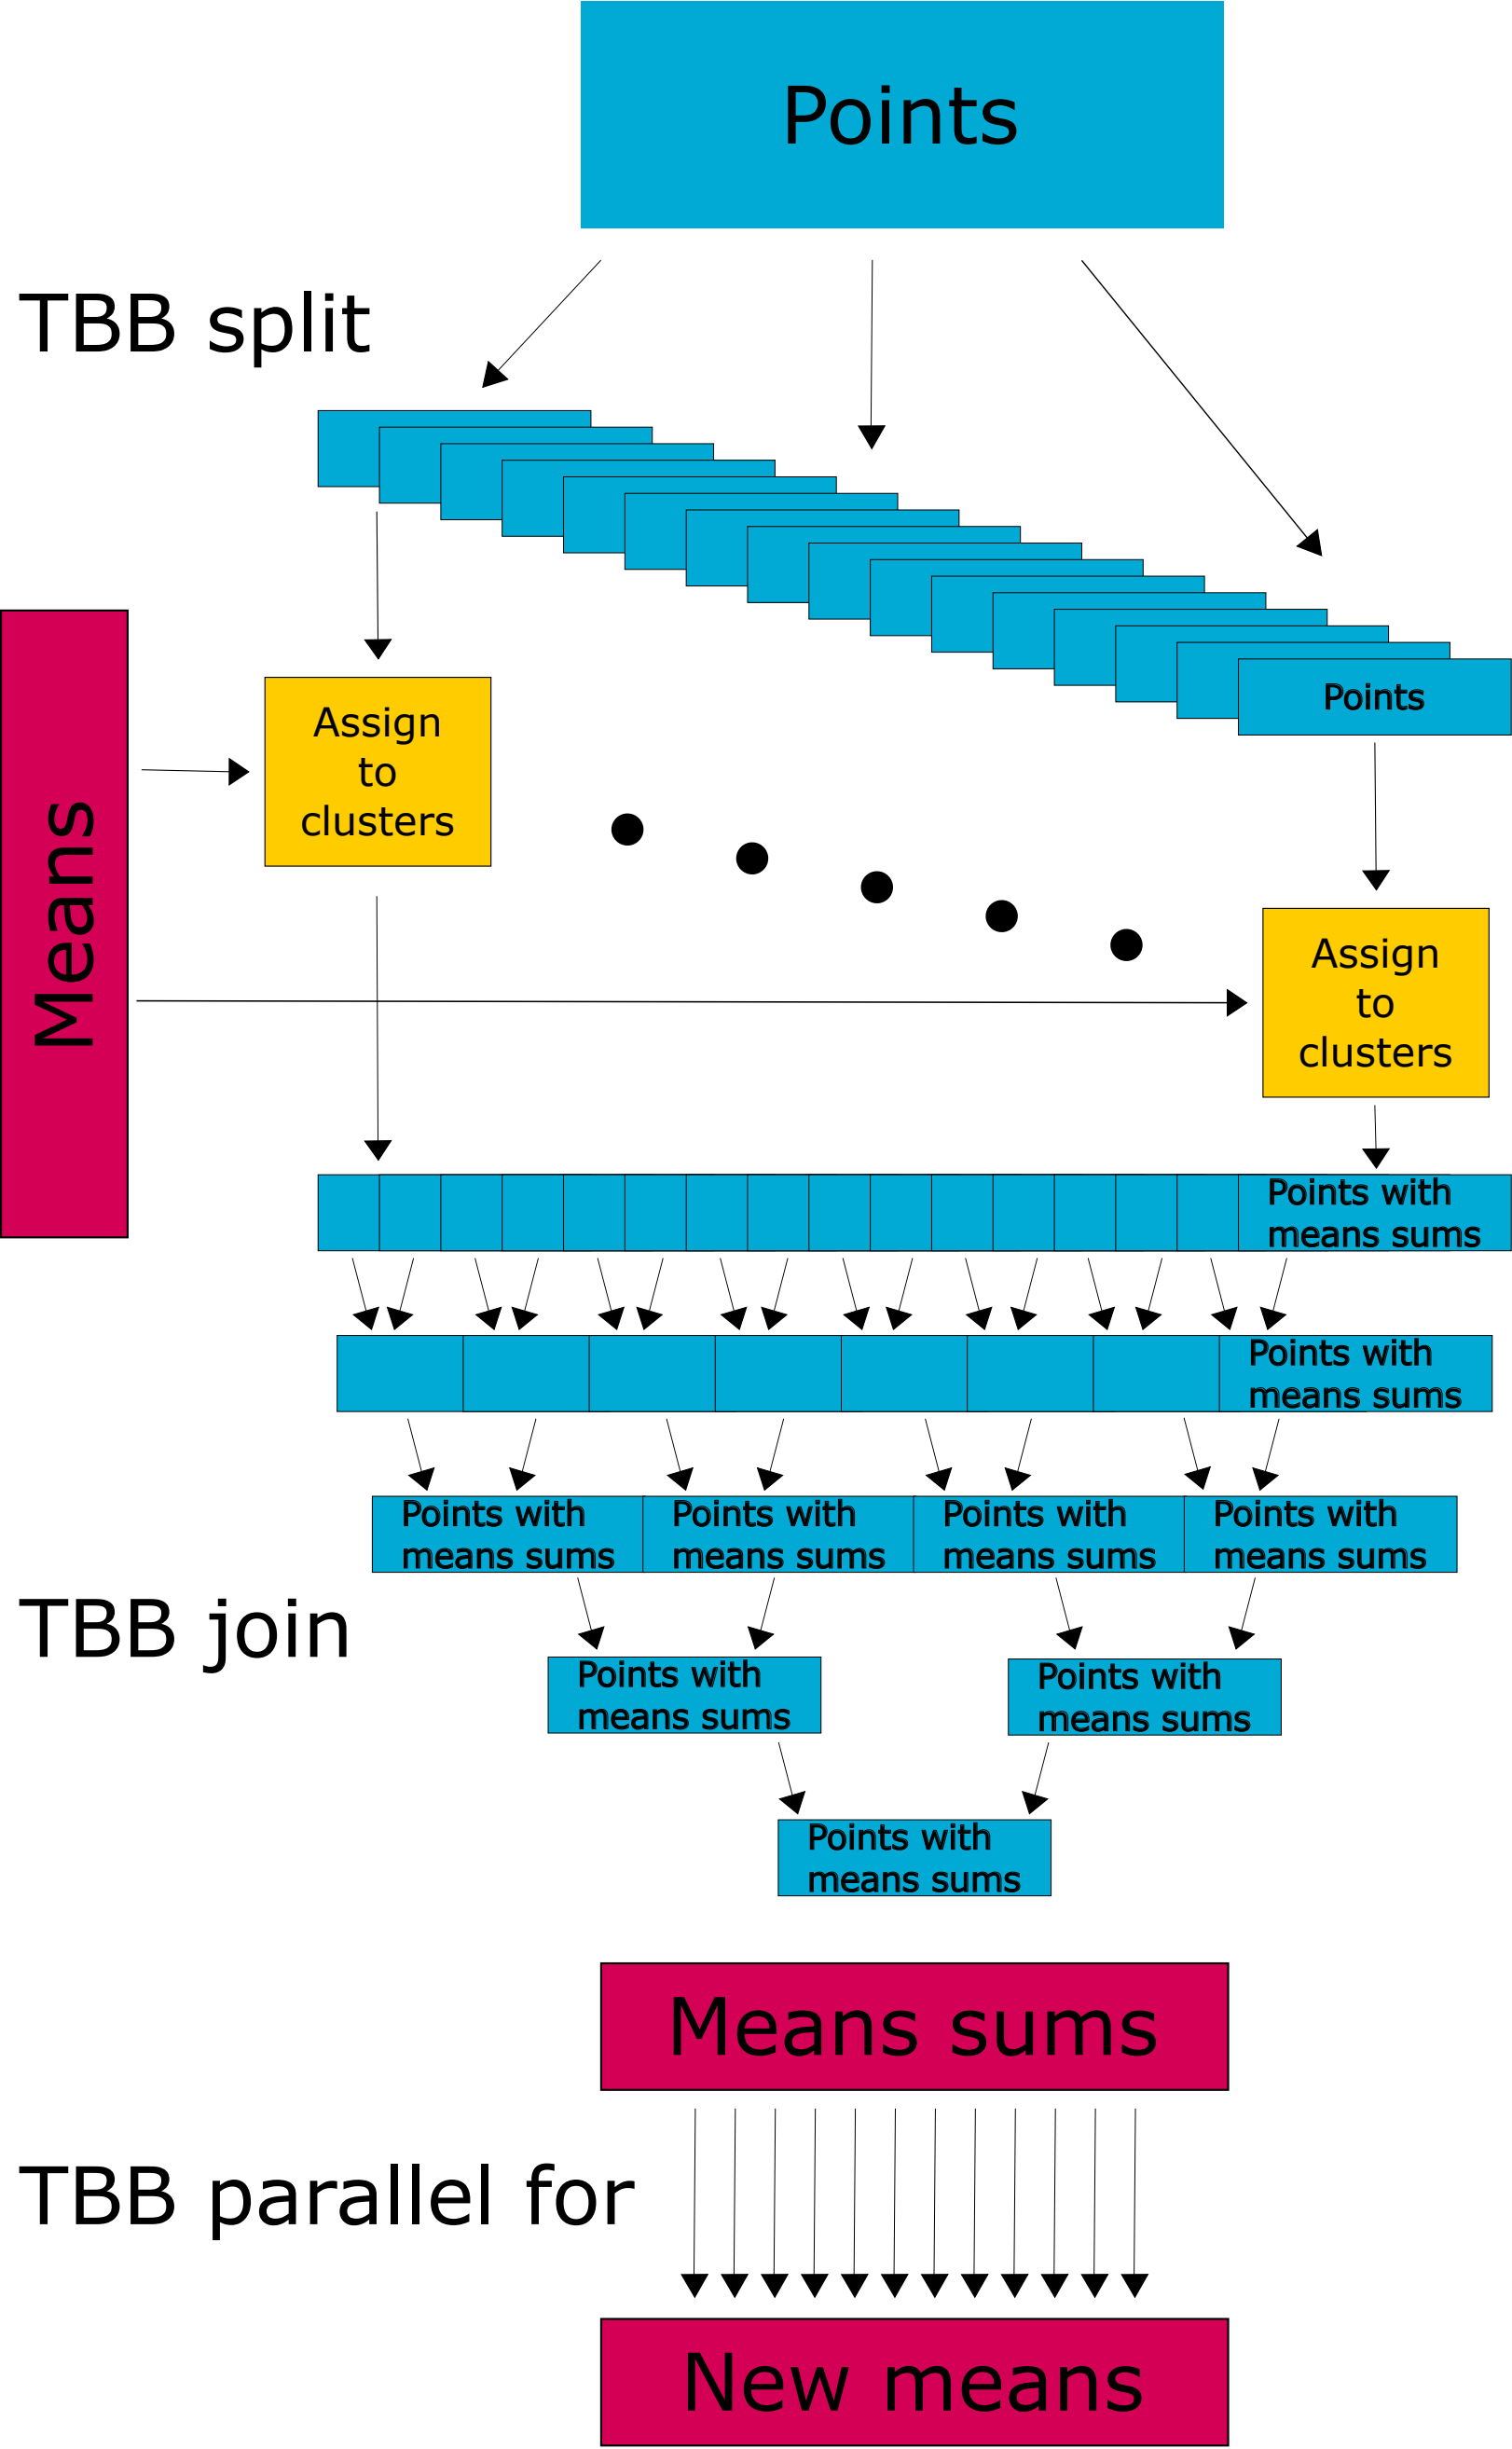 Points
TBB split
Points
Means
Assign
to
clusters
Assign
to
clusters
Points with
means sums
Points with
means sums
Points with
means sums
Points with
means sums
Points with
means sums
Points with
means sums
TBB join
Points with
means sums
Points with
means sums
Points with
means sums
Means sums
TBB parallel for
New means